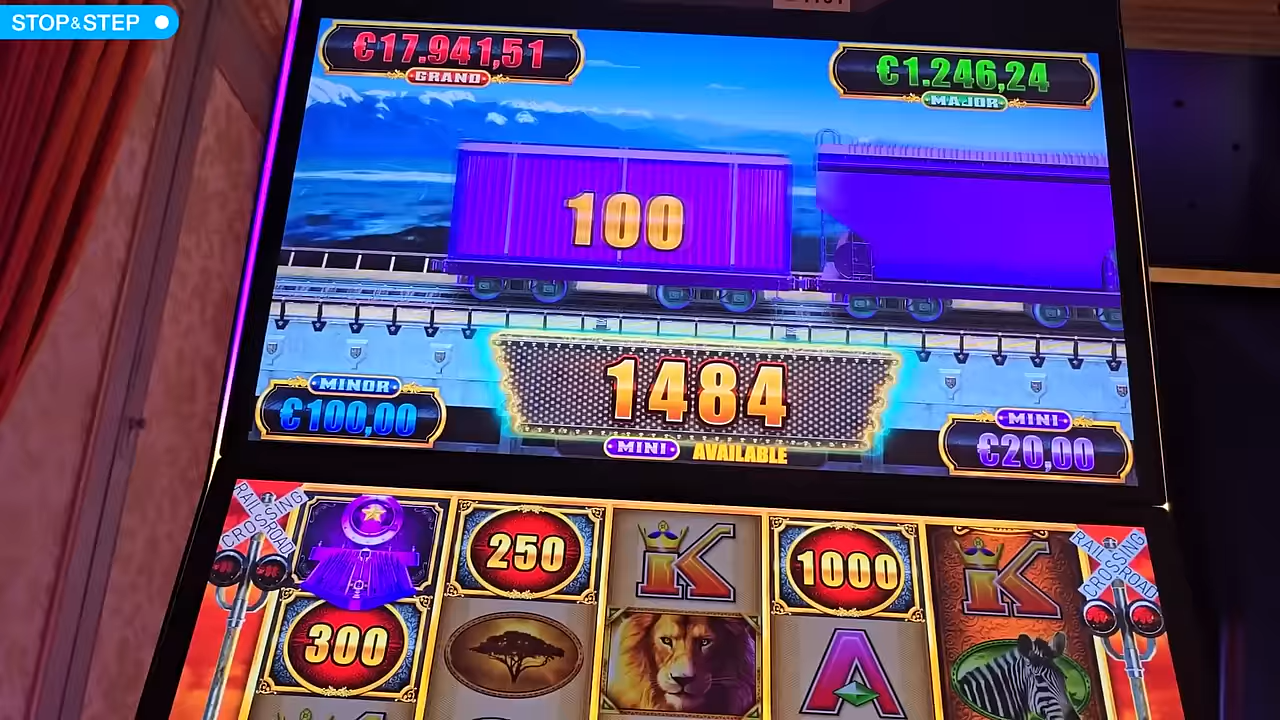 STOP&STEP
€17.941,51
GRAND
€1.246,24
MAJOR
100
1484
MINOR
€100,00
MINI
AVAILABLE
MINI
€20,00
RAILROAD
CROSSING
250
K
1000
K
RAILROAD
CROSSING
300
A